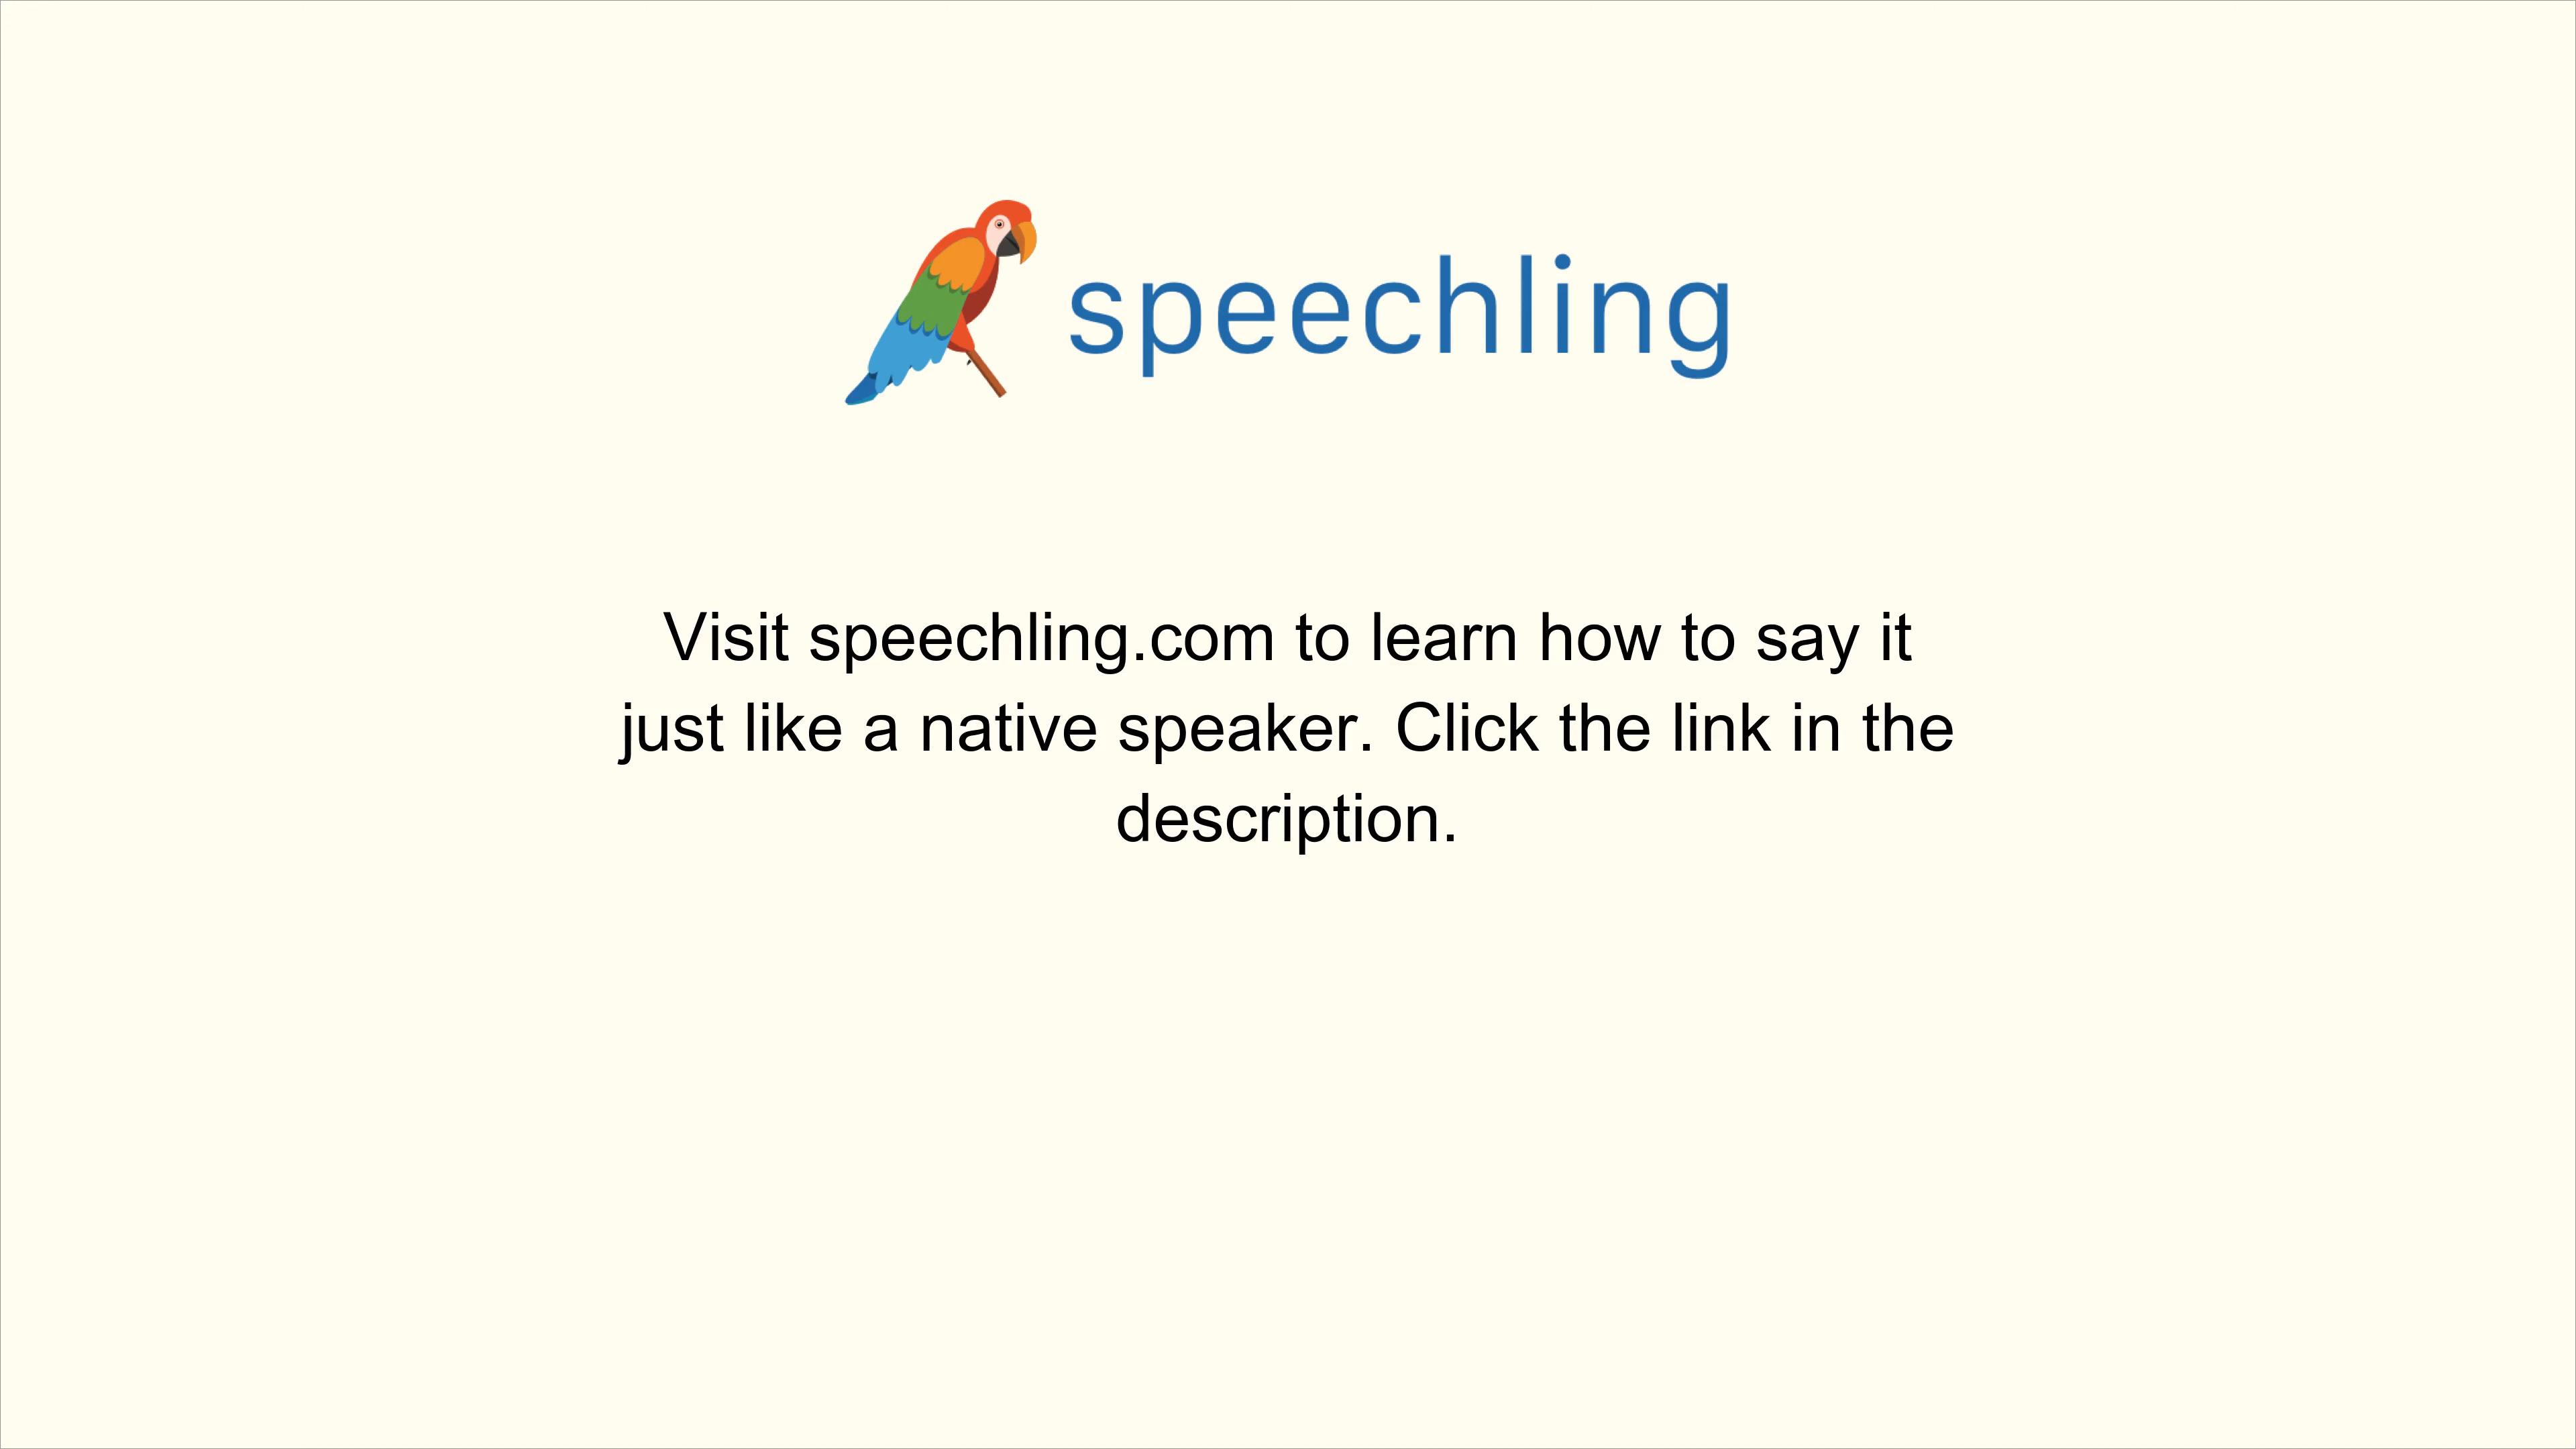 speechling
Visit speechling.com to learn how to say it
just like a native speaker. Click the link in the
description.